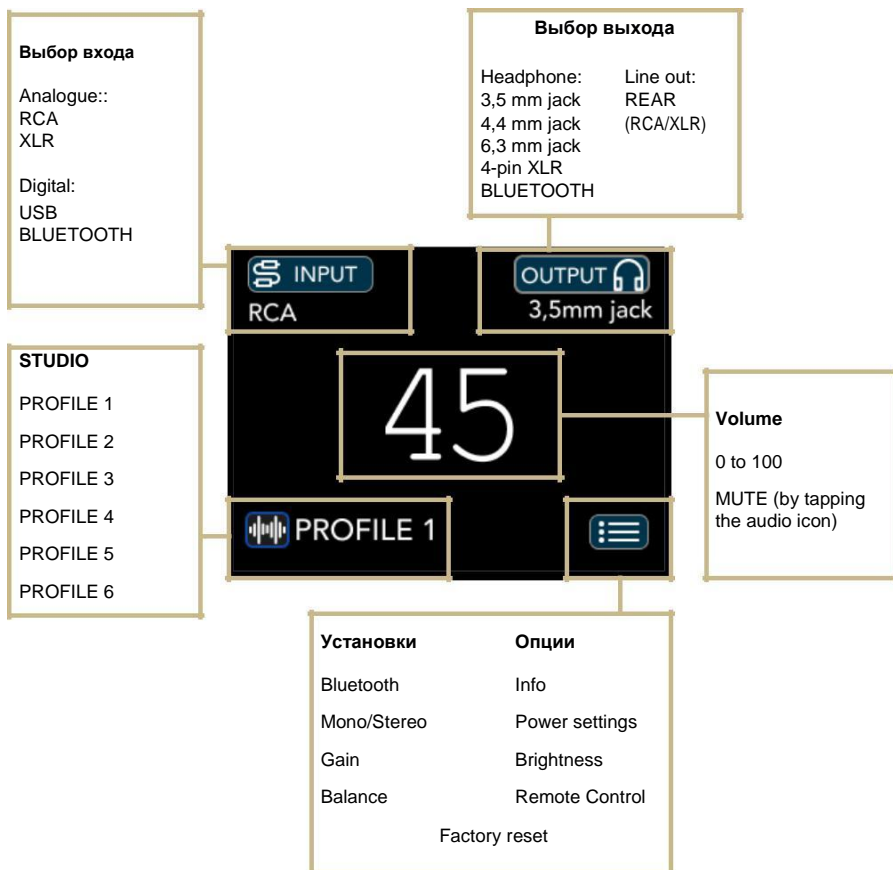 Выбор входа
Analogue::
RCA
XLR
Digital:
USB
BLUETOOTH
Выбор выхода
Headphone:
3,5 mm jack
4,4 mm jack
6,3 mm jack
4-pin XLR
BLUETOOTH
Line out:
REAR
(RCA/XLR)
INPUT
RCA
OUTPUT
3,5mm jack
45
PROFILE 1
STUDIO
PROFILE 1
PROFILE 2
PROFILE 3
PROFILE 4
PROFILE 5
PROFILE 6
Volume
0 to 100
MUTE (by tapping
the audio icon)
Установки
Bluetooth
Mono/Stereo
Gain
Balance
Опции
Info
Power settings
Brightness
Remote Control
Factory reset